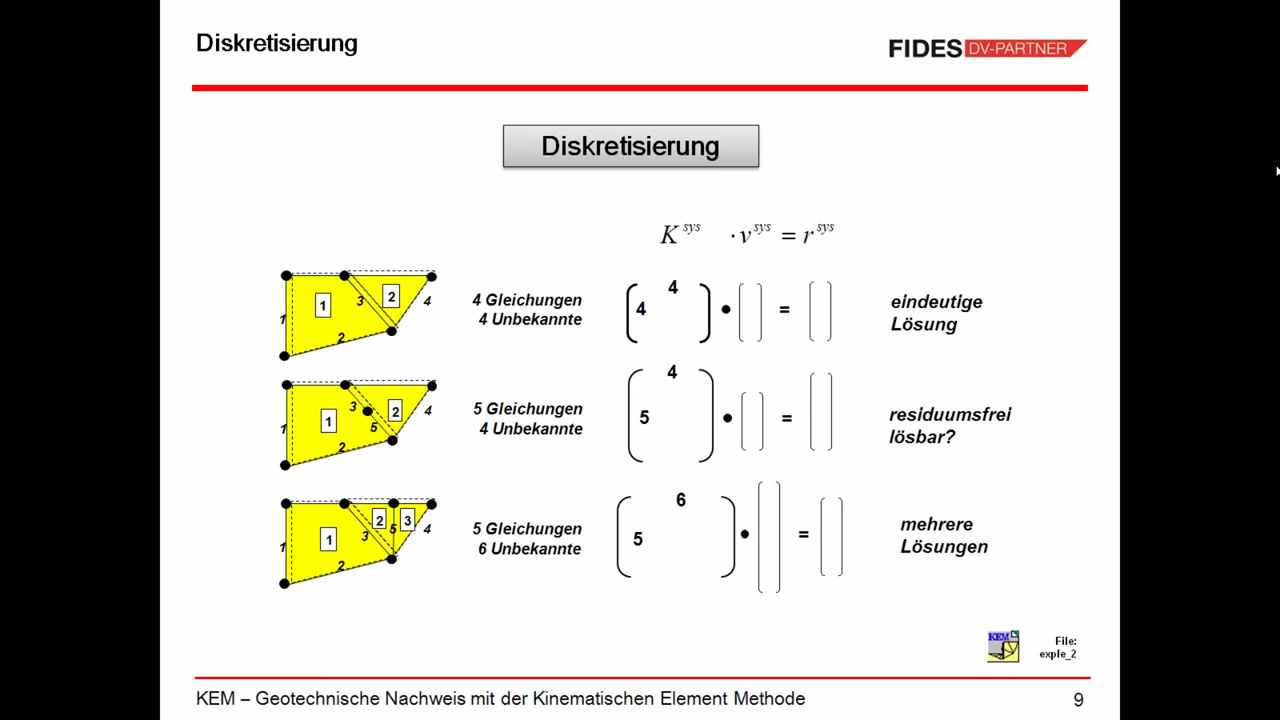 Diskretisierung
FIDES DV-PARTNER
Diskretisierung
K^sys · v^sys = r^sys
1 1 2 3 2 4
4 Gleichungen
4 Unbekannte
4
4 • =
eindeutige
Lösung
1 1 2 3 5 2 4
5 Gleichungen
4 Unbekannte
4
5 • =
residuumsfrei
lösbar?
1 1 2 3 2 5 3 4
5 Gleichungen
6 Unbekannte
6
5 • =
mehrere
Lösungen
KEM
File:
exple_2
KEM – Geotechnische Nachweis mit der Kinematischen Element Methode
9